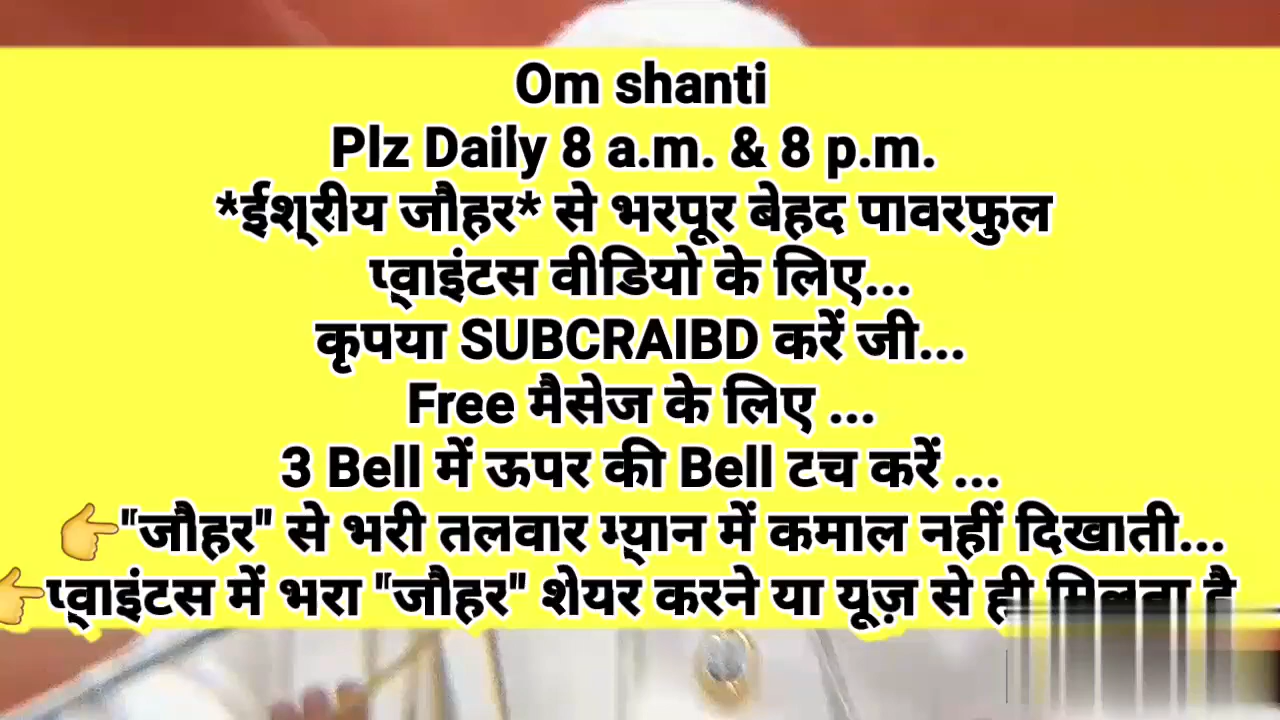 Om shanti
Plz Daily 8 a.m. & 8 p.m.
*ईश्रीय जौहर* से भरपूर बेहद पावरफुल
प्वाइंटस वीडियो के लिए...
कृपया SUBCRAIBD करें जी...
Free मैसेज के लिए ...
3 Bell में ऊपर की Bell टच करें ...
👉"जौहर" से भरी तलवार म्यान में कमाल नहीं दिखाती...
👉प्वाइंटस में भरा "जौहर" शेयर करने या यूज़ से ही मिलता है